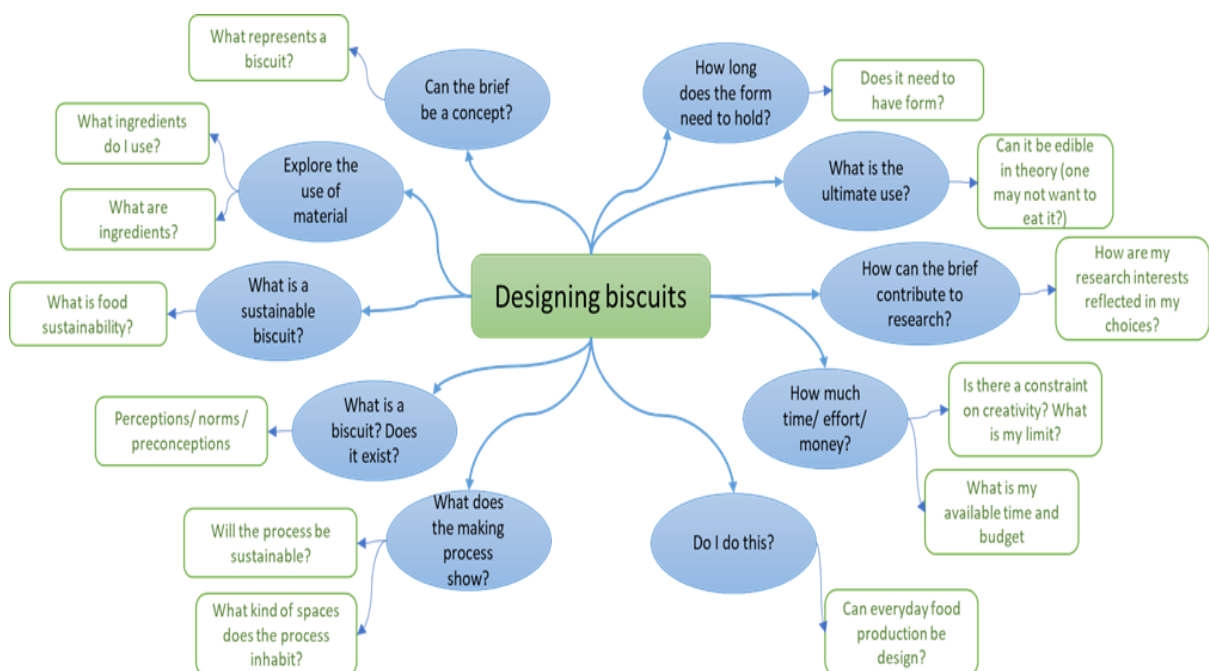 What represents a
biscuit?
Can the brief
be a concept?
How long
does the form
need to hold?
Does it need to
have form?
What ingredients
do I use?
Explore the
use of
material
What are
ingredients?
What is the
ultimate use?
Can it be edible
in theory (one
may not want to
eat it?)
What is food
sustainability?
What is a
sustainable
biscuit?
Designing biscuits
How can the brief
contribute to
research?
How are my
research interests
reflected in my
choices?
Perceptions/ norms /
preconceptions
What is a
biscuit? Does
it exist?
How much
time/ effort/
money?
Is there a constraint
on creativity? What
is my limit?
What is my
available time and
budget
Will the process be
sustainable?
What does
the making
process
show?
What kind of spaces
does the process
inhabit?
Do I do this?
Can everyday food
production be
design?